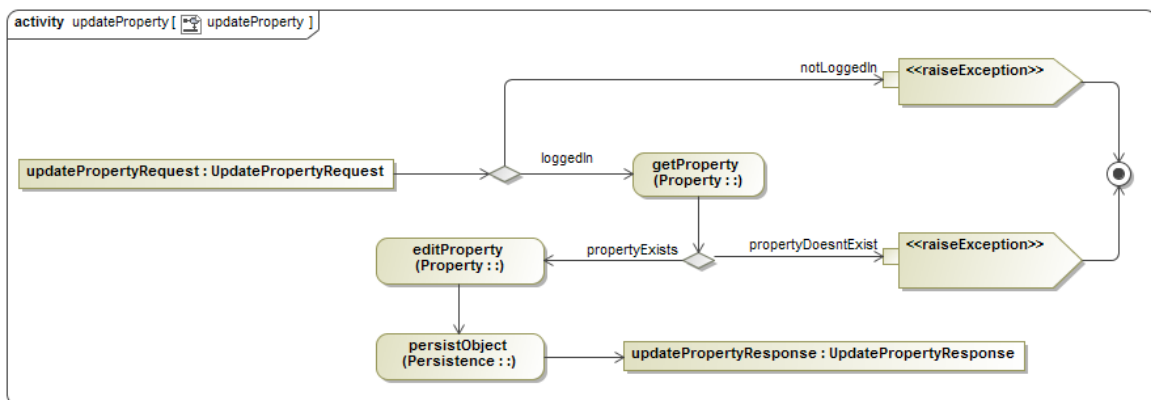 activity updateProperty [ updateProperty ]
notLoggedIn
<<raiseException>>
updatePropertyRequest : UpdatePropertyRequest
loggedIn
getProperty
(Property : :)
editProperty
(Property : :)
propertyExists
propertyDoesntExist
<<raiseException>>
persistObject
(Persistence : :)
updatePropertyResponse : UpdatePropertyResponse